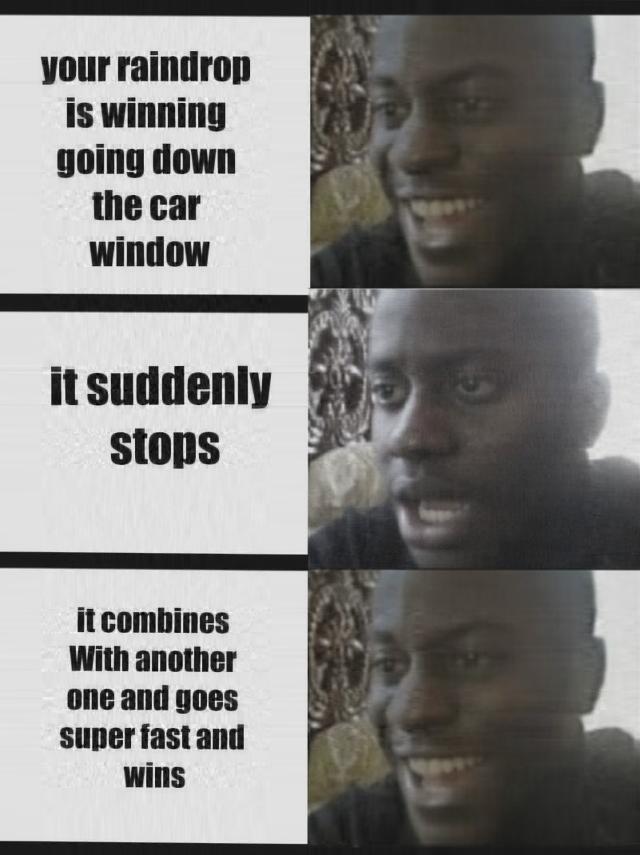 your raindrop
is winning
going down
the car
window
it suddenly
stops
it combines
With another
one and goes
super fast and
wins